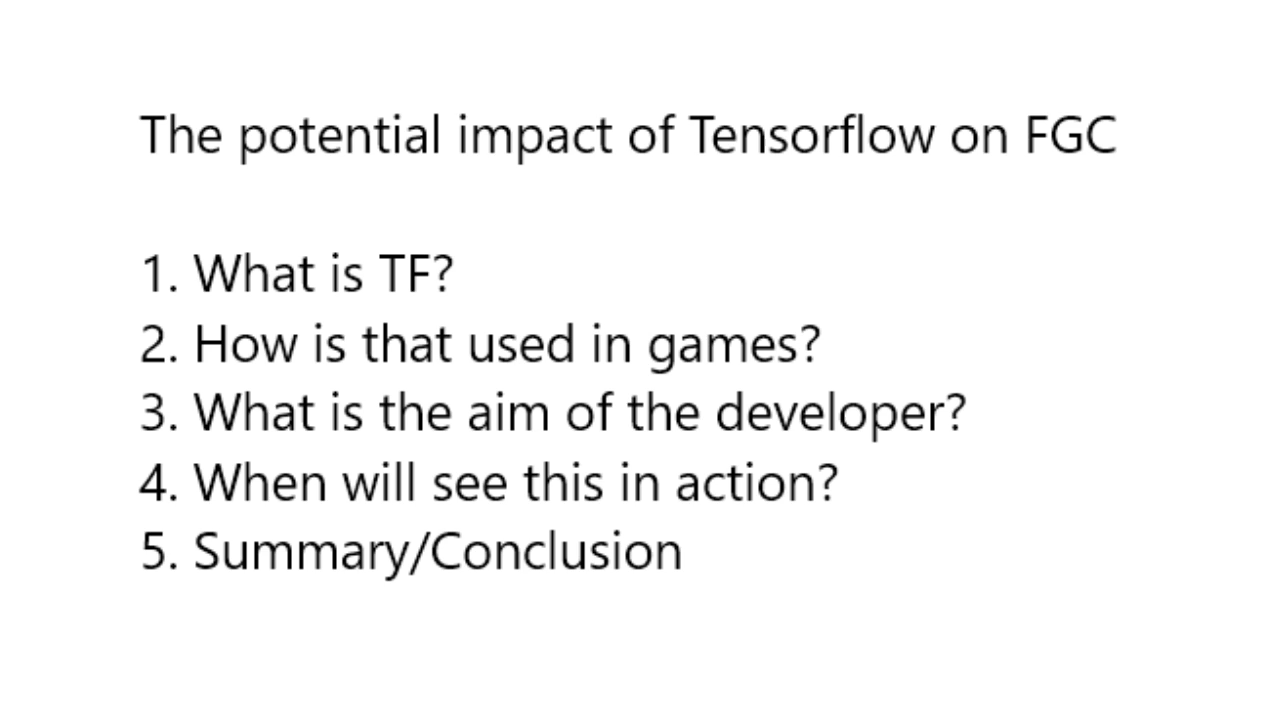 The potential impact of Tensorflow on FGC
1. What is TF?
2. How is that used in games?
3. What is the aim of the developer?
4. When will see this in action?
5. Summary/Conclusion